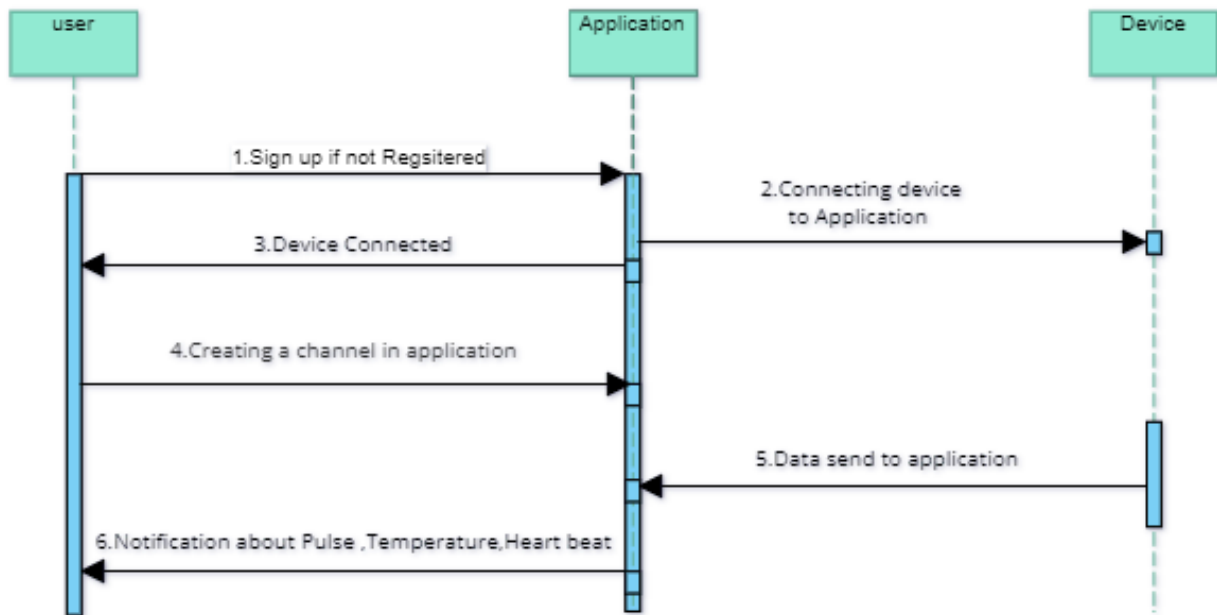 user
Application
Device
1.Sign up if not Regsitered
2.Connecting device
to Application
3.Device Connected
4.Creating a channel in application
5.Data send to application
6.Notification about Pulse ,Temperature,Heart beat